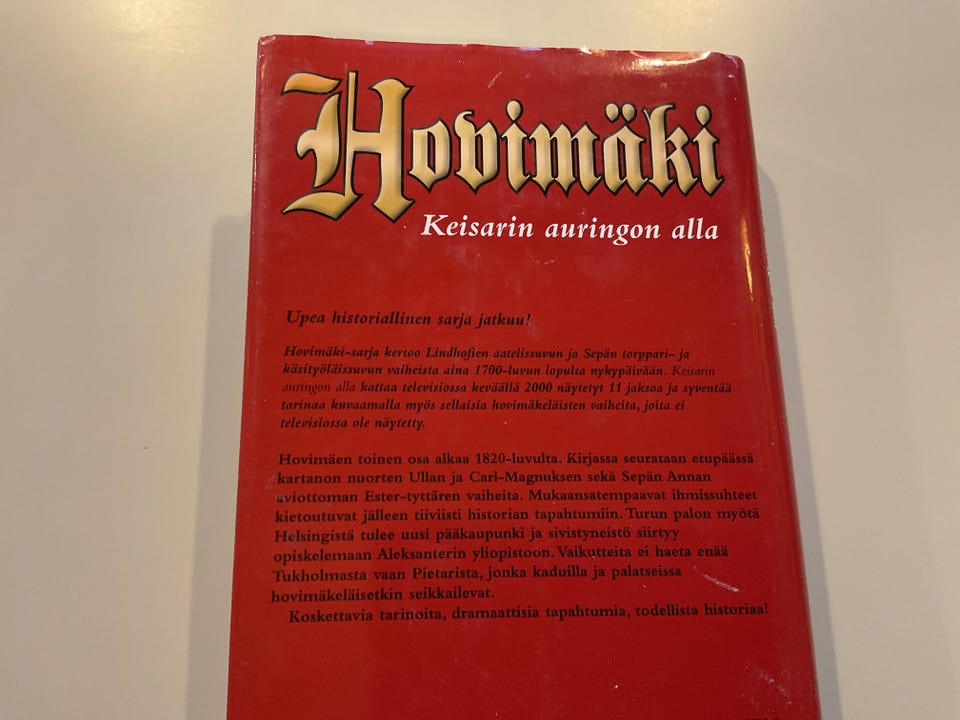 Hovimäki
Keisarin auringon alla
Upea historiallinen sarja jatkuu!
Hovimäki-sarja kertoo Lindhofien aatelissuvun ja Sepän torppari- ja
käsityöläissuvun vaiheista aina 1700-luvun lopulta nykypäivään. Keisarin
auringon alla kattaa televisiossa keväällä 2000 näytetyt 11 jaksoa ja syventää
tarinaa kuvaamalla myös sellaisia hovimäkeläisten vaiheita, joita ei
televisiossa ole näytetty.
Hovimäen toinen osa alkaa 1820-luvulta. Kirjassa seurataan etupäässä
kartanon nuorten Ullan ja Carl-Magnuksen sekä Sepän Annan
aviottoman Ester-tyttären vaiheita. Mukaansatempaavat ihmissuhteet
kietoutuvat jälleen tiiviisti historian tapahtumiin. Turun palon myötä
Helsingistä tulee uusi pääkaupunki ja sivistyneistö siirtyy
opiskelemaan Aleksanterin yliopistoon. Vaikutteita ei haeta enää
Tukholmasta vaan Pietarista, jonka kaduilla ja palatseissa
hovimäkeläisetkin seikkailevat.
Koskettavia tarinoita, dramaattisia tapahtumia, todellista historiaa!